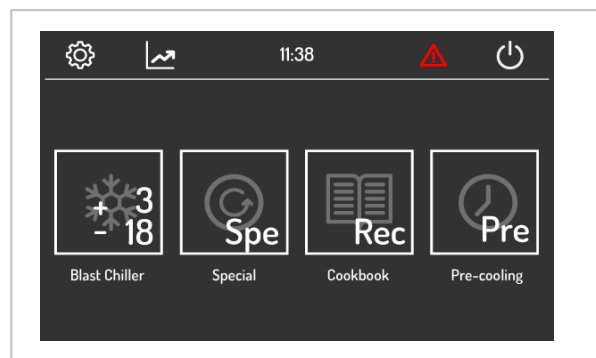 11:38
+ 3
- 18
Spe
Rec
Pre
Blast Chiller
Special
Cookbook
Pre-cooling